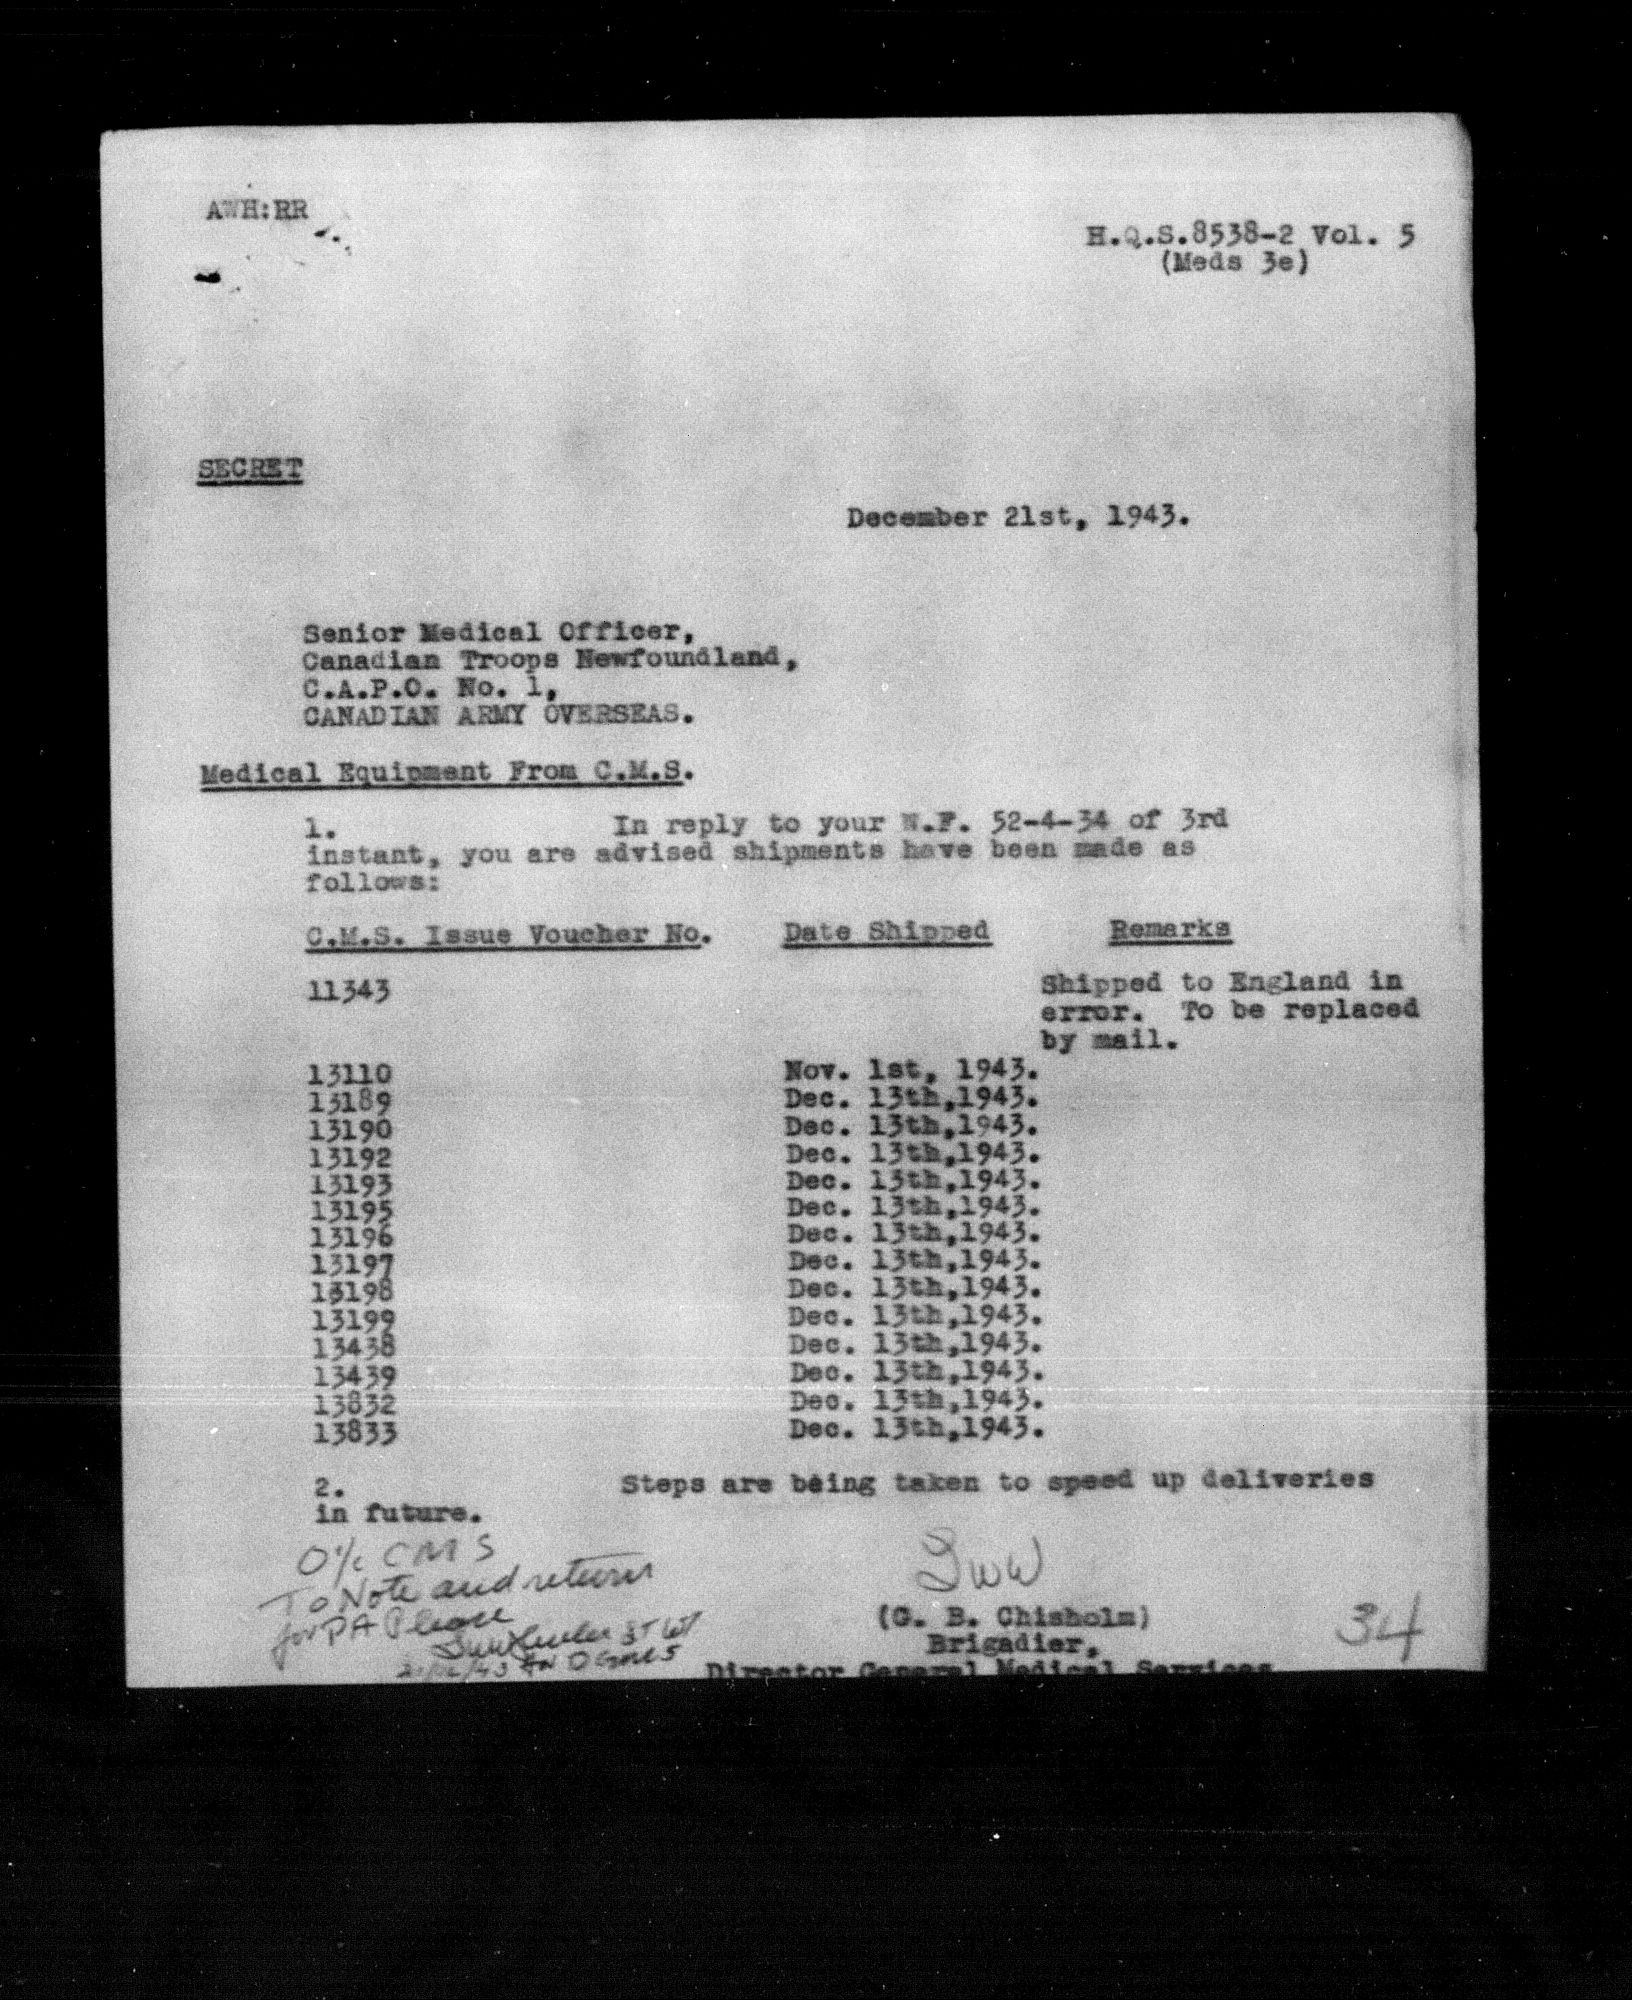 AWH:RR
H.Q.S.8538-2 Vol. 5
(Meds 3e)
SECRET
December 21st, 1943.
Senior Medical Officer,
Canadian Troops Newfoundland,
C.A.P.O. No. 1,
CANADIAN ARMY OVERSEAS.
Medical Equipment From C.M.S.
1. In reply to your N.F. 52-4-34 of 3rd
instant, you are advised shipments have been made as
follows:
C.M.S. Issue Voucher No. Date Shipped Remarks
11343 Shipped to England in
error. To be replaced
by mail.
13110 Nov. 1st, 1943.
13189 Dec. 13th,1943.
13190 Dec. 13th,1943.
13192 Dec. 13th,1943.
13193 Dec. 13th,1943.
13195 Dec. 13th,1943.
13196 Dec. 13th,1943.
13197 Dec. 13th,1943.
13198 Dec. 13th,1943.
13199 Dec. 13th,1943.
13438 Dec. 13th,1943.
13439 Dec. 13th,1943.
13832 Dec. 13th,1943.
13833 Dec. 13th,1943.
2. Steps are being taken to speed up deliveries
in future.
O i/c CMS
To Note and return
for PA Please
(G. B. Chisholm)
Brigadier,
Director General Medical Services
34